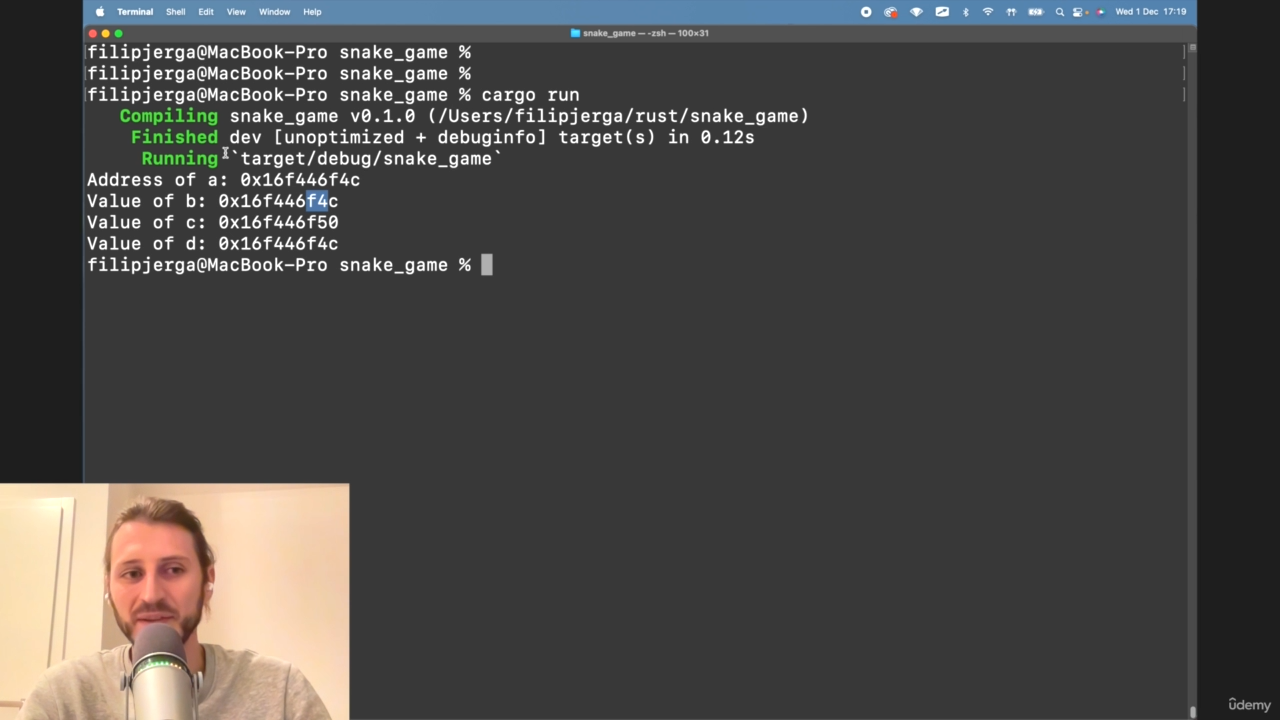 Terminal Shell Edit View Window Help Wed 1 Dec 17:19
snake_game — -zsh — 100×31
filipjerga@MacBook-Pro snake_game %
filipjerga@MacBook-Pro snake_game %
filipjerga@MacBook-Pro snake_game % cargo run
Compiling snake_game v0.1.0 (/Users/filipjerga/rust/snake_game)
Finished dev [unoptimized + debuginfo] target(s) in 0.12s
Running `target/debug/snake_game`
Address of a: 0x16f446f4c
Value of b: 0x16f446f4c
Value of c: 0x16f446f50
Value of d: 0x16f446f4c
filipjerga@MacBook-Pro snake_game %
ûdemy